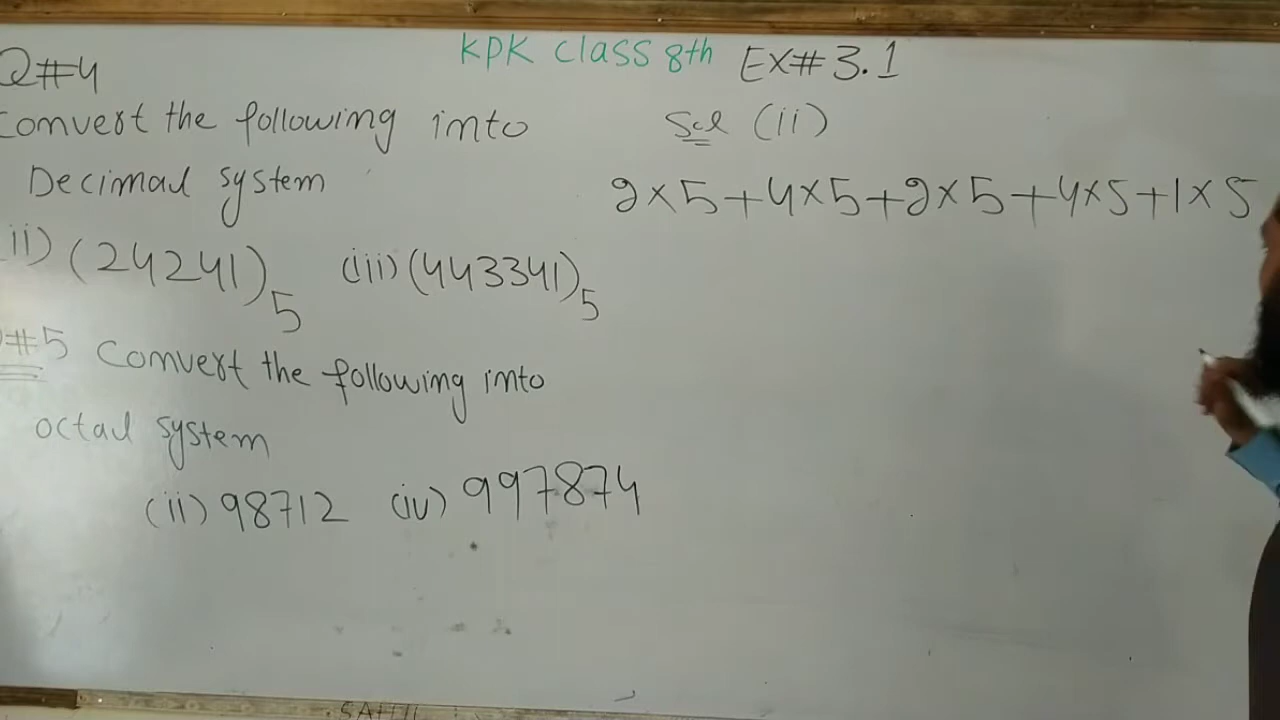 KPK Class 8th EX# 3.1
Q#4
Convert the following into
Decimal system
ii) (24241)5 (iii) (443341)5
Sol (ii)
2×5+4×5+2×5+4×5+1×5
#5 Convert the following into
octal system
(ii) 98712 (iv) 997874